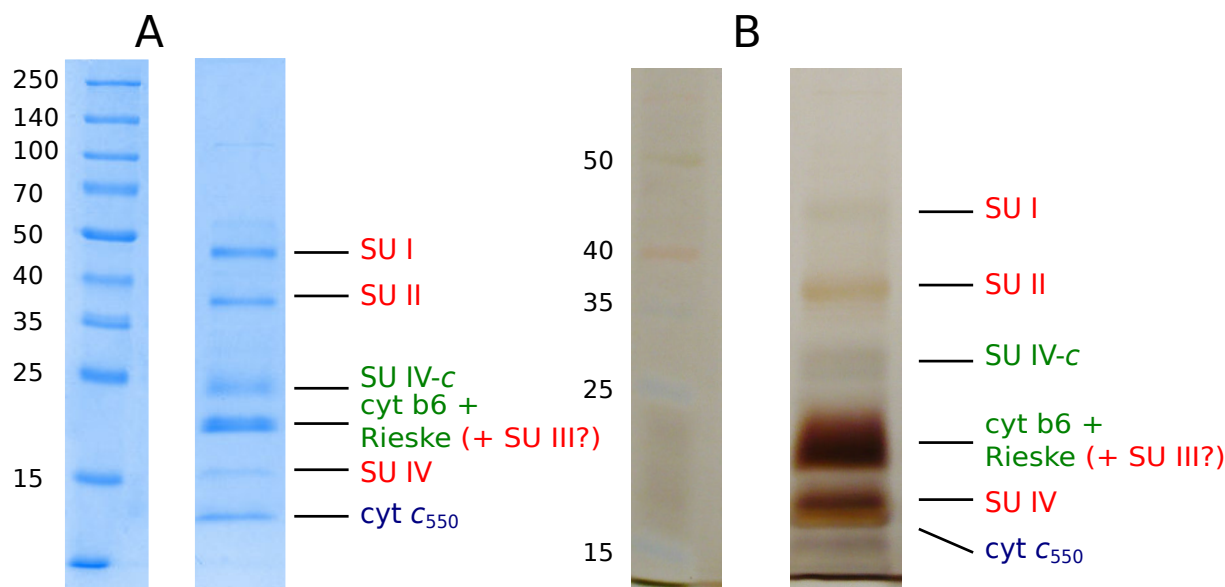 A
B
250
140
100
70
50
40
35
25
15
SU I
SU II
SU IV-c
cyt b6 +
Rieske (+ SU III?)
SU IV
cyt c₅₅₀
50
40
35
25
15
SU I
SU II
SU IV-c
cyt b6 +
Rieske (+ SU III?)
SU IV
cyt c₅₅₀